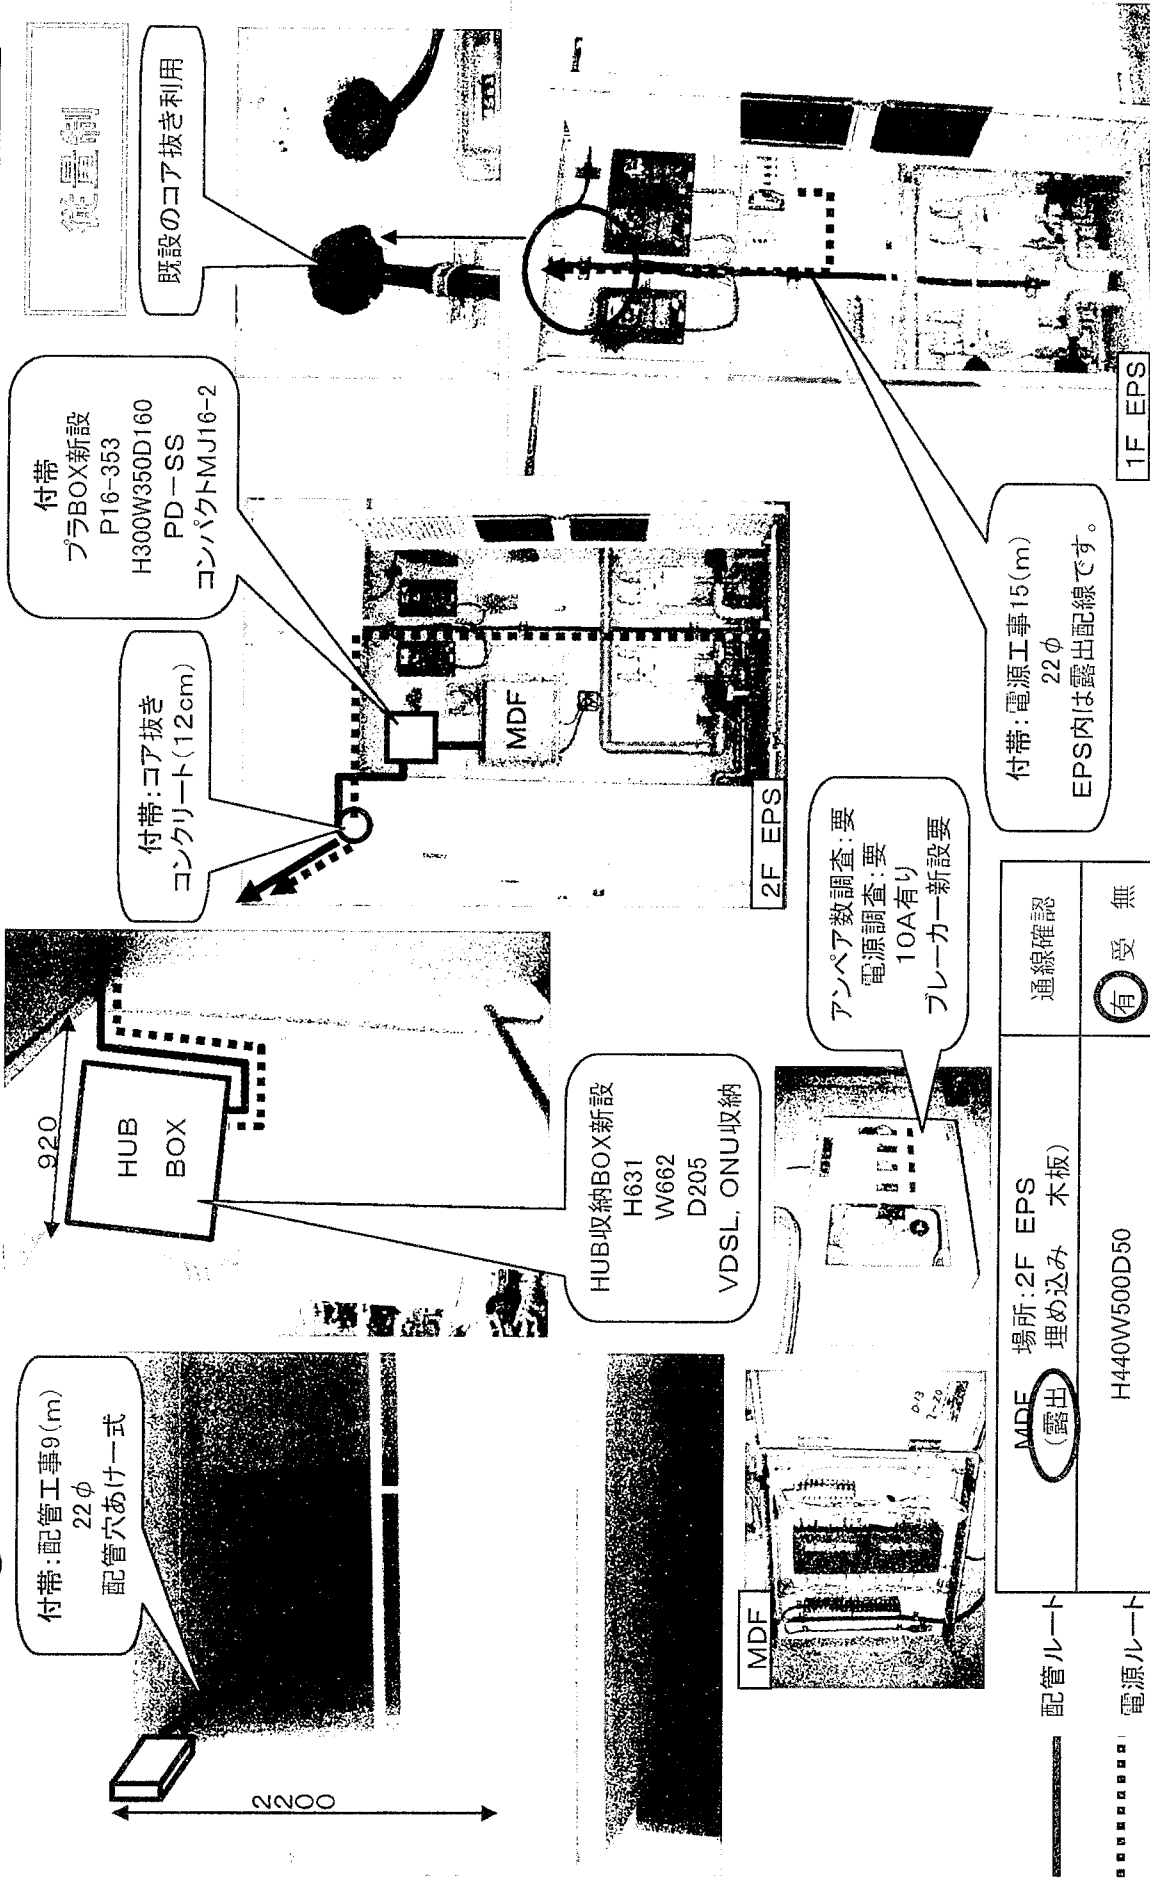 従量制
既設のコア抜き利用
付帯
プラBOX新設
P16-353
H300W350D160
PD-SS
コンパクトMJ16-2
付帯:コア抜き
コンクリート(12cm)
付帯:配管工事9(m)
22φ
配管穴あけ一式
2200
920
HUB
BOX
HUB収納BOX新設
H631
W662
D205
VDSL, ONU収納
MDF
2F EPS
1F EPS
付帯:電源工事15(m)
22φ
EPS内は露出配線です。
アンペア数調査:要
電源調査:要
10A有り
ブレーカー新設要
MDF
配管ルート
電源ルート
MDF 場所:2F EPS
(露出 埋め込み 木板)
通線確認
H440W500D50
有 受 無